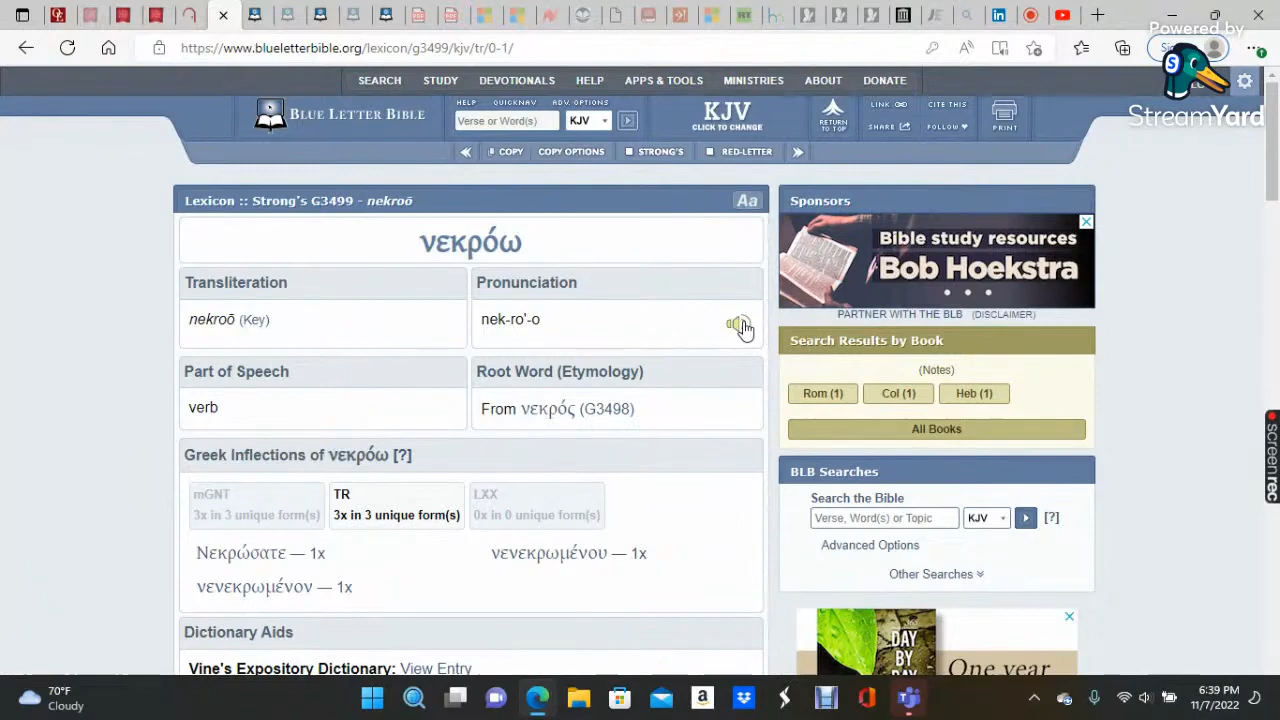 Powered by
StreamYard
https://www.blueletterbible.org/lexicon/g3499/kjv/tr/0-1/
SEARCH STUDY DEVOTIONALS HELP APPS & TOOLS MINISTRIES ABOUT DONATE
BLUE LETTER BIBLE
HELP QUICKNAV ADV. OPTIONS
Verse or Word(s) KJV
KJV
CLICK TO CHANGE
RETURN
TO TOP
LINK CITE THIS
SHARE FOLLOW
PRINT
COPY COPY OPTIONS STRONG'S RED-LETTER
Lexicon :: Strong's G3499 - nekroō Aa
νεκρόω
Transliteration Pronunciation
nekroō (Key) nek-ro'-o
Part of Speech Root Word (Etymology)
verb From νεκρός (G3498)
Greek Inflections of νεκρόω [?]
mGNT TR LXX
3x in 3 unique form(s) 3x in 3 unique form(s) 0x in 0 unique form(s)
Νεκρώσατε — 1x νενεκρωμένου — 1x
νενεκρωμένον — 1x
Dictionary Aids
Vine's Expository Dictionary: View Entry
Sponsors
Bible study resources
Bob Hoekstra
PARTNER WITH THE BLB (DISCLAIMER)
Search Results by Book
(Notes)
Rom (1) Col (1) Heb (1)
All Books
BLB Searches
Search the Bible
Verse, Word(s) or Topic KJV [?]
Advanced Options
Other Searches
DAY
BY
DAY
One year
screenrec
70°F
Cloudy
6:39 PM
11/7/2022